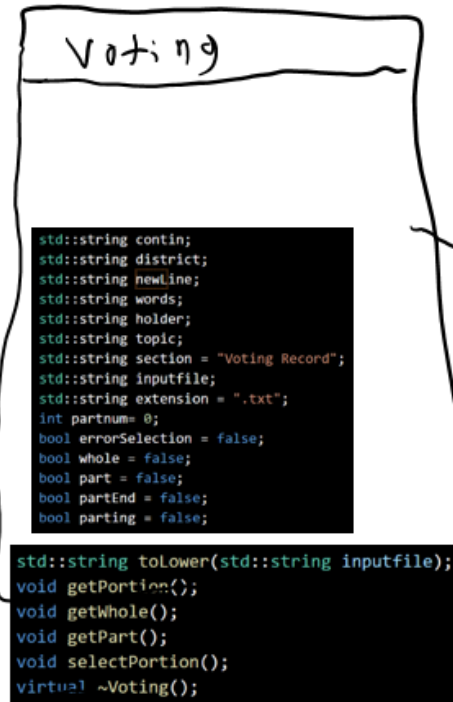 Voting
std::string contin;
std::string district;
std::string newLine;
std::string words;
std::string holder;
std::string topic;
std::string section = "Voting Record";
std::string inputfile;
std::string extension = ".txt";
int partnum= 0;
bool errorSelection = false;
bool whole = false;
bool part = false;
bool partEnd = false;
bool parting = false;
std::string toLower(std::string inputfile);
void getPortion();
void getWhole();
void getPart();
void selectPortion();
virtual ~Voting();